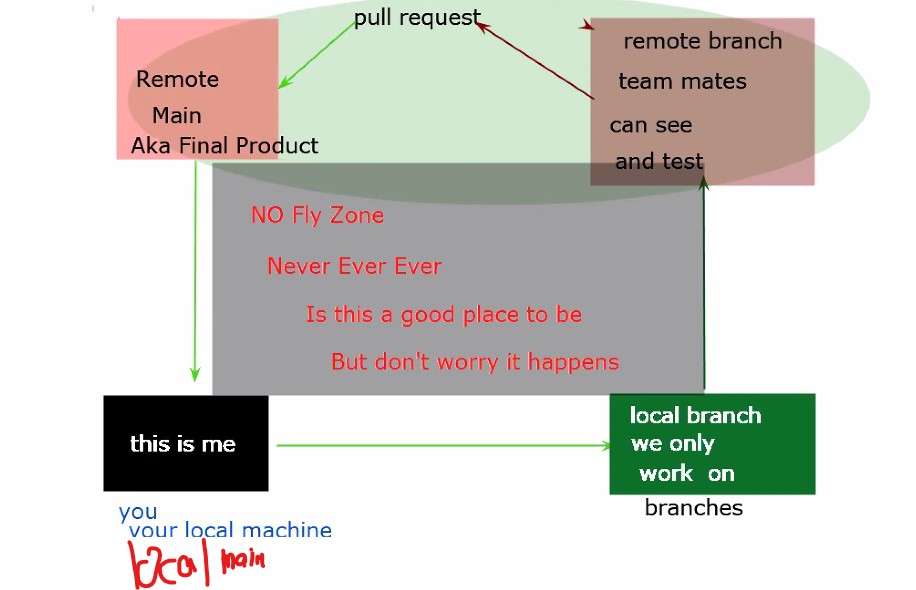 pull request
Remote
Main
Aka Final Product
remote branch
team mates
can see
and test
NO Fly Zone
Never Ever Ever
Is this a good place to be
But don't worry it happens
this is me
you
your local machine
local main
local branch
we only
work on
branches